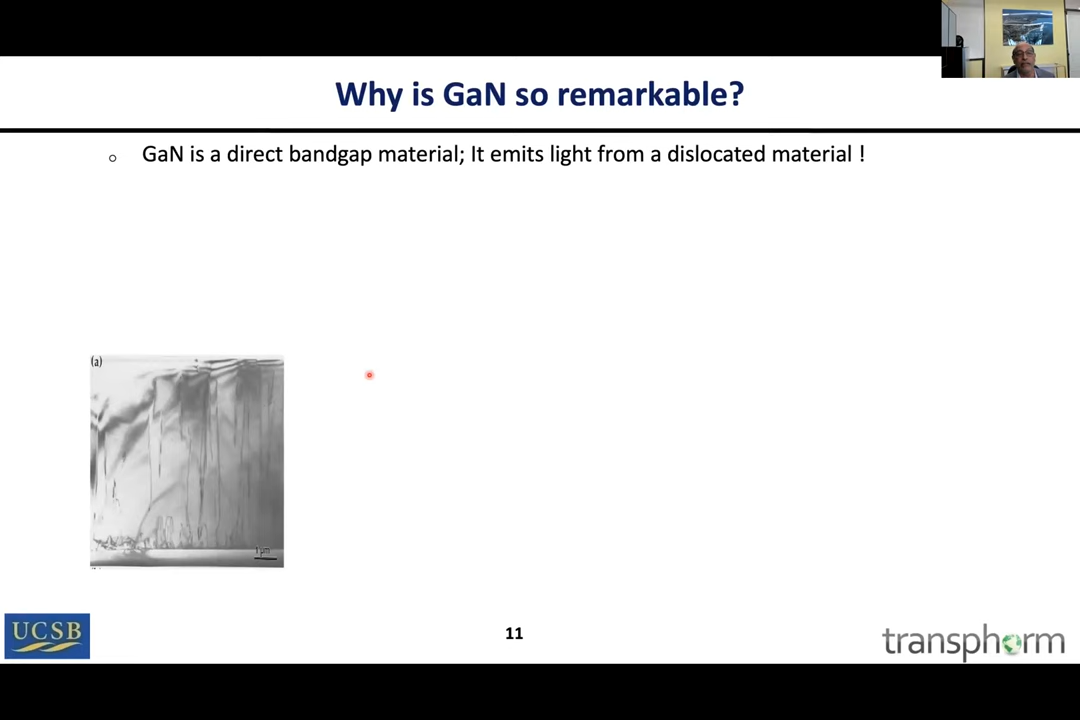 Why is GaN so remarkable?
o GaN is a direct bandgap material; It emits light from a dislocated material !
(a)
1 μm
UCSB
11
transphorm